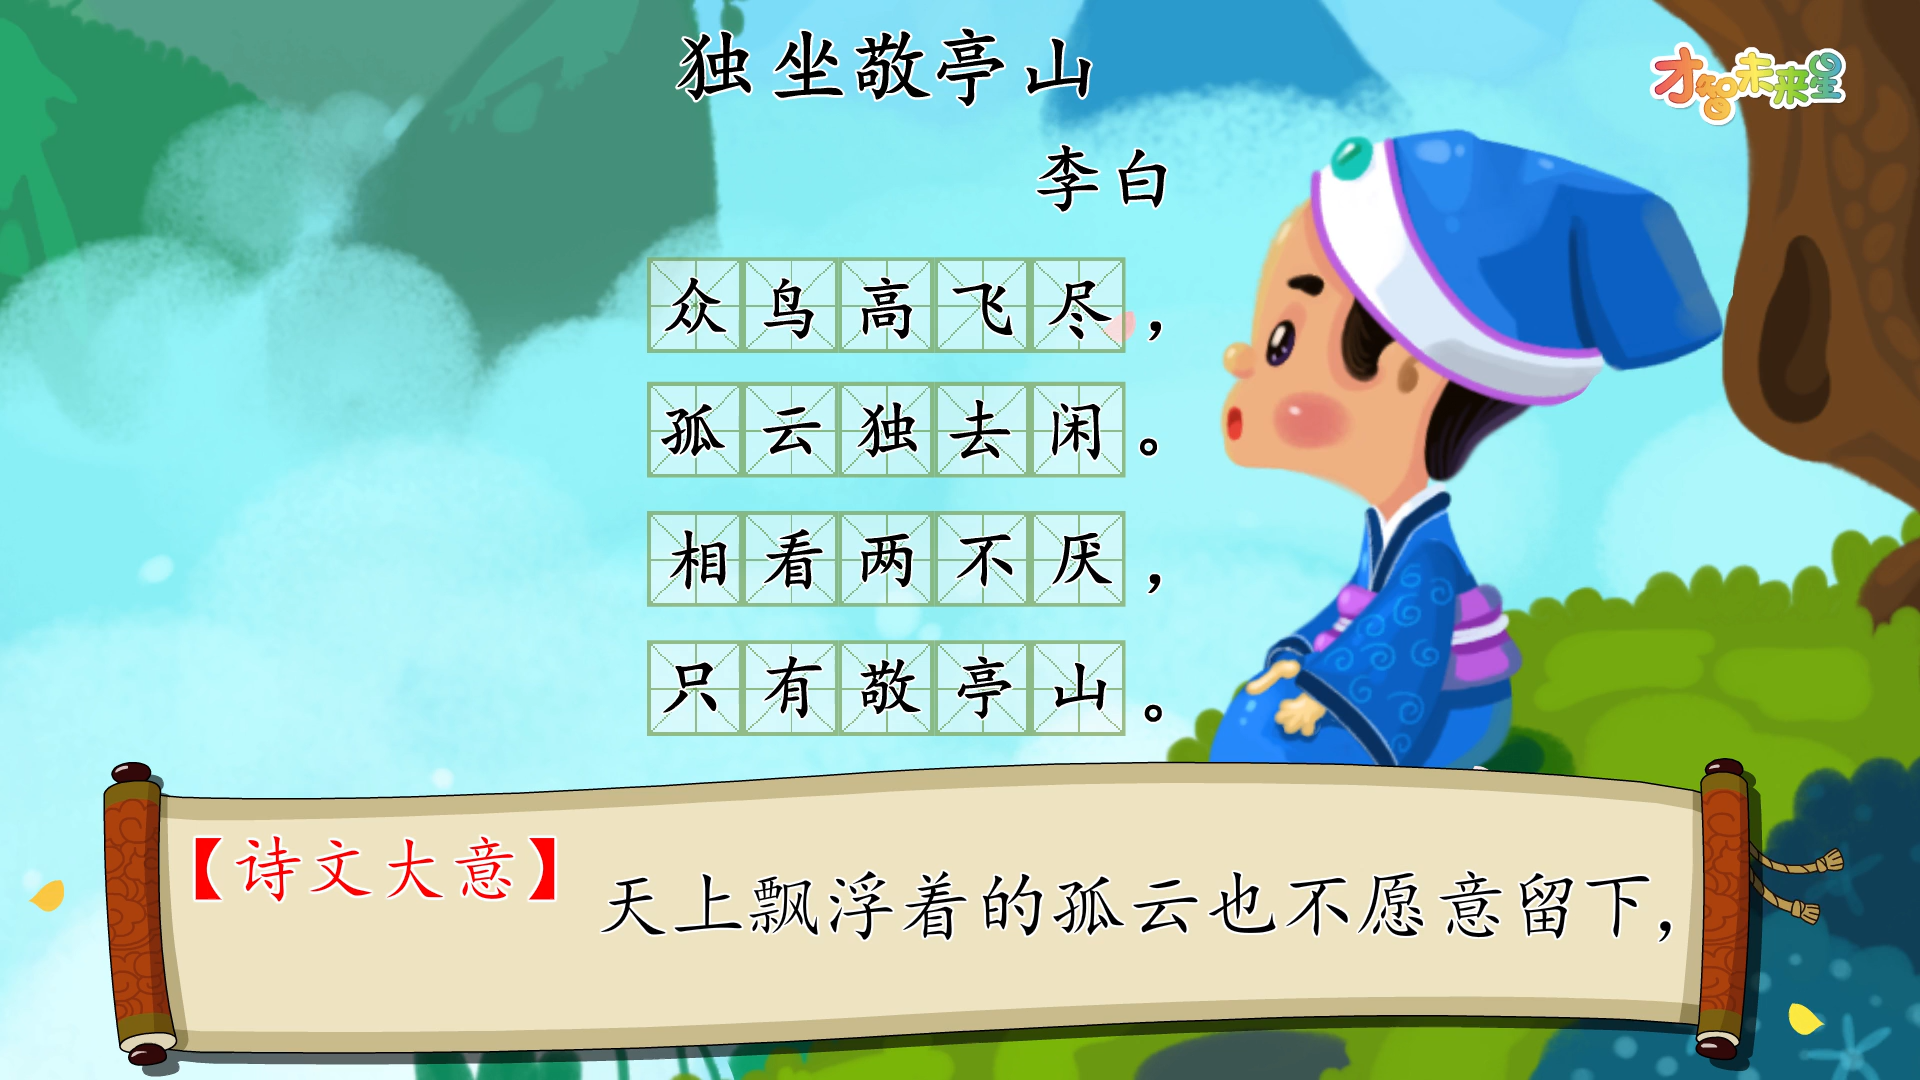 独坐敬亭山
才智未来星
李白
众鸟高飞尽，
孤云独去闲。
相看两不厌，
只有敬亭山。
【诗文大意】
天上飘浮着的孤云也不愿意留下，